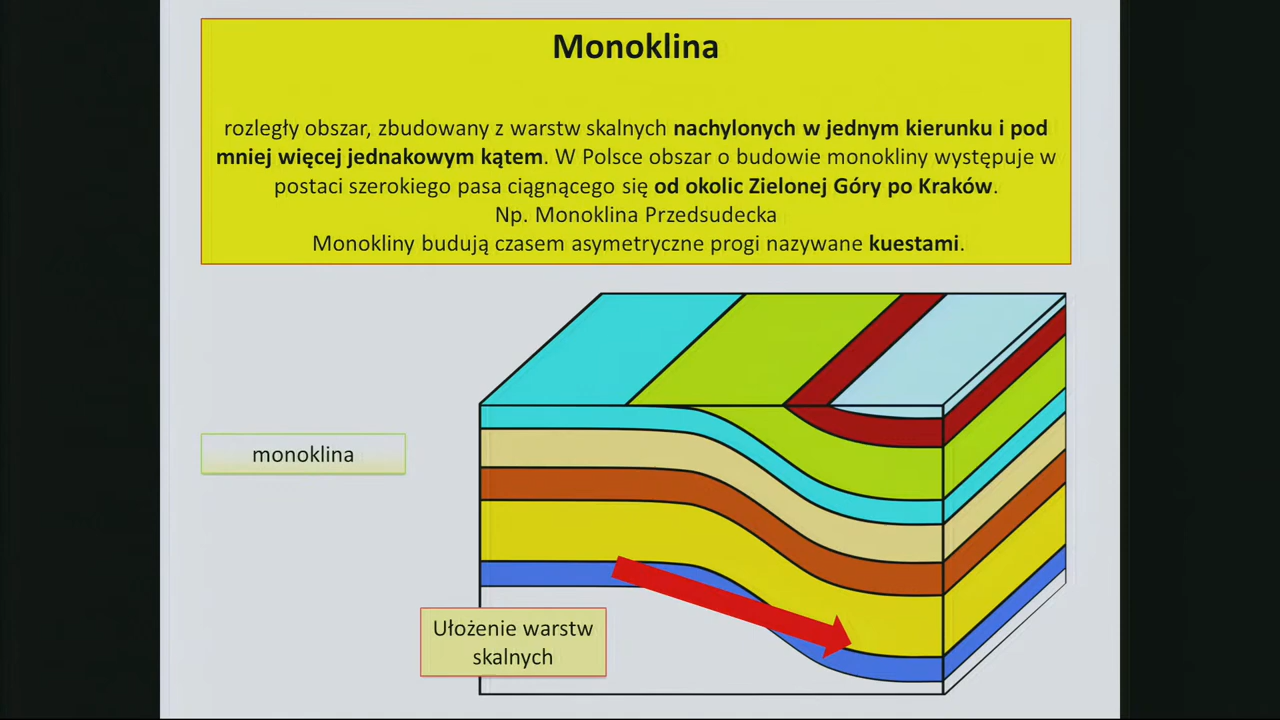 Monoklina
rozległy obszar, zbudowany z warstw skalnych nachylonych w jednym kierunku i pod
mniej więcej jednakowym kątem. W Polsce obszar o budowie monokliny występuje w
postaci szerokiego pasa ciągnącego się od okolic Zielonej Góry po Kraków.
Np. Monoklina Przedsudecka
Monokliny budują czasem asymetryczne progi nazywane kuestami.
monoklina
Ułożenie warstw
skalnych